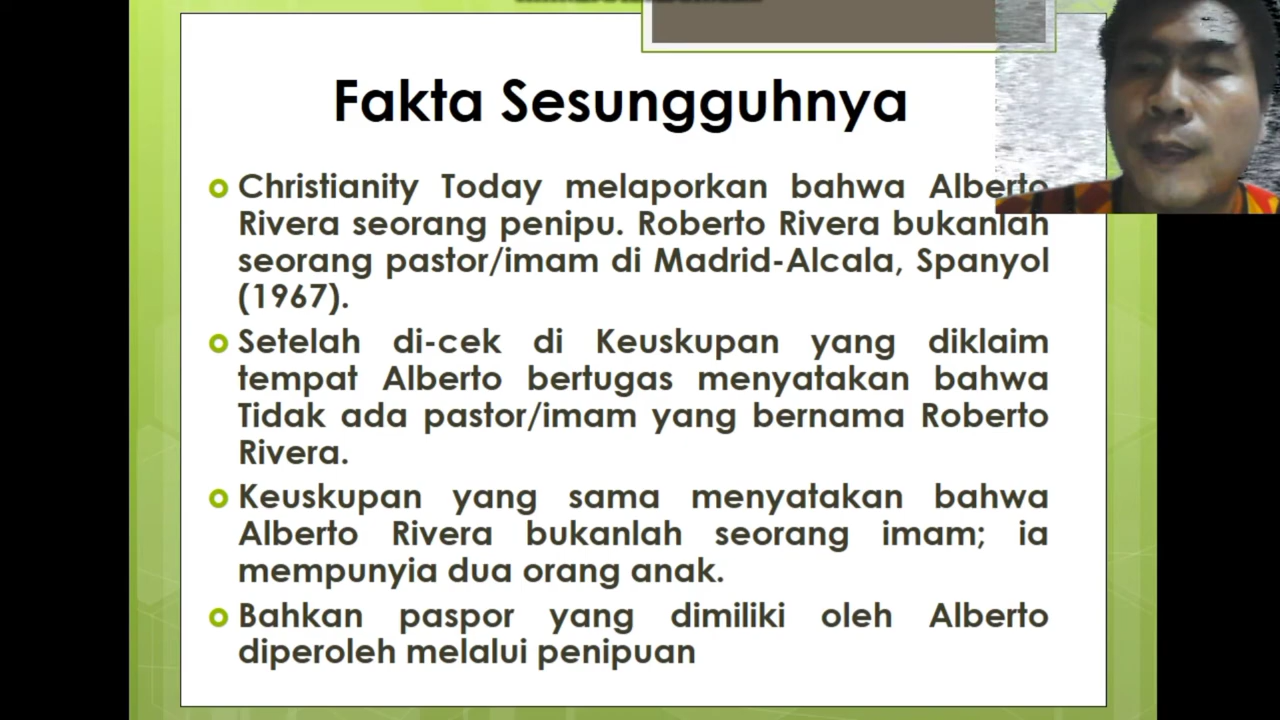 Fakta Sesungguhnya
Christianity Today melaporkan bahwa Alberto
Rivera seorang penipu. Roberto Rivera bukanlah
seorang pastor/imam di Madrid-Alcala, Spanyol
(1967).
Setelah di-cek di Keuskupan yang diklaim
tempat Alberto bertugas menyatakan bahwa
Tidak ada pastor/imam yang bernama Roberto
Rivera.
Keuskupan yang sama menyatakan bahwa
Alberto Rivera bukanlah seorang imam; ia
mempunyia dua orang anak.
Bahkan paspor yang dimiliki oleh Alberto
diperoleh melalui penipuan